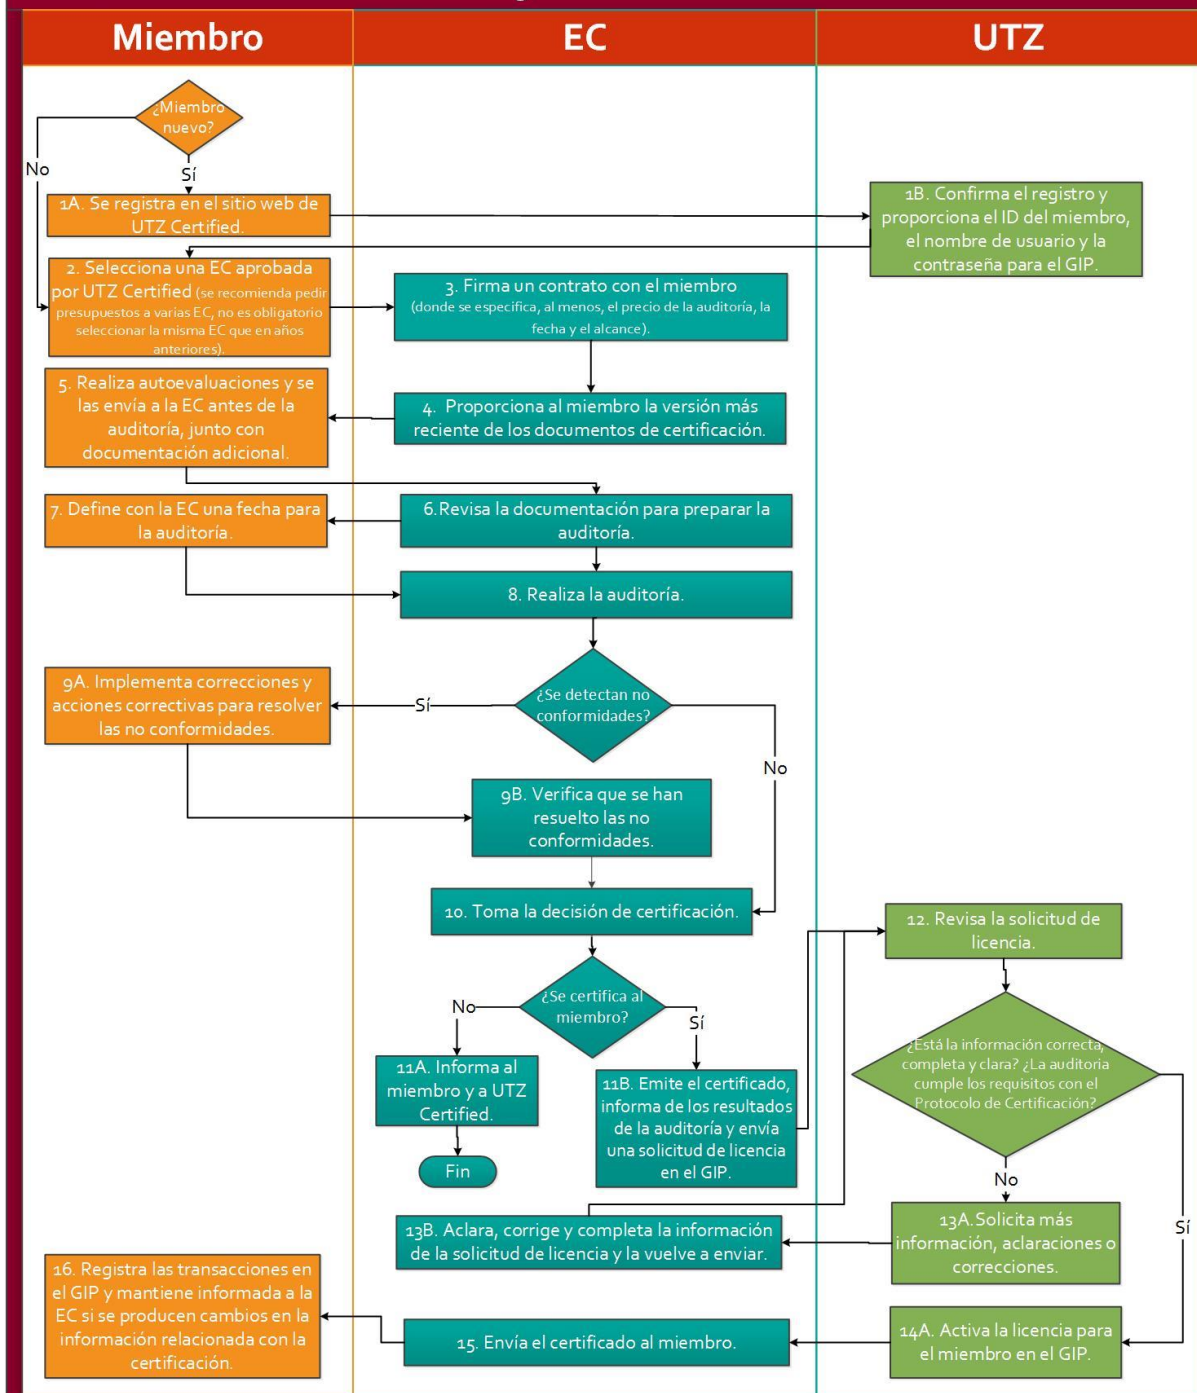 Miembro
EC
UTZ
¿Miembro
nuevo?
No
Sí
1A. Se registra en el sitio web de
UTZ Certified.
1B. Confirma el registro y
proporciona el ID del miembro,
el nombre de usuario y la
contraseña para el GIP.
2. Selecciona una EC aprobada
por UTZ Certified (se recomienda pedir
presupuestos a varias EC, no es obligatorio
seleccionar la misma EC que en años
anteriores).
3. Firma un contrato con el miembro
(donde se especifica, al menos, el precio de la auditoría, la
fecha y el alcance).
5. Realiza autoevaluaciones y se
las envía a la EC antes de la
auditoría, junto con
documentación adicional.
4. Proporciona al miembro la versión más
reciente de los documentos de certificación.
7. Define con la EC una fecha para
la auditoría.
6.Revisa la documentación para preparar la
auditoría.
8. Realiza la auditoría.
¿Se detectan no
conformidades?
Sí
No
9A. Implementa correcciones y
acciones correctivas para resolver
las no conformidades.
9B. Verifica que se han
resuelto las no
conformidades.
10. Toma la decisión de certificación.
12. Revisa la solicitud de
licencia.
¿Se certifica al
miembro?
No
Sí
¿Está la información correcta,
completa y clara? ¿La auditoria
cumple los requisitos con el
Protocolo de Certificación?
11A. Informa al
miembro y a UTZ
Certified.
Fin
11B. Emite el certificado,
informa de los resultados
de la auditoría y envía
una solicitud de licencia
en el GIP.
No
Sí
13B. Aclara, corrige y completa la información
de la solicitud de licencia y la vuelve a enviar.
13A.Solicita más
información, aclaraciones o
correcciones.
16. Registra las transacciones en
el GIP y mantiene informada a la
EC si se producen cambios en la
información relacionada con la
certificación.
15. Envía el certificado al miembro.
14A. Activa la licencia para
el miembro en el GIP.